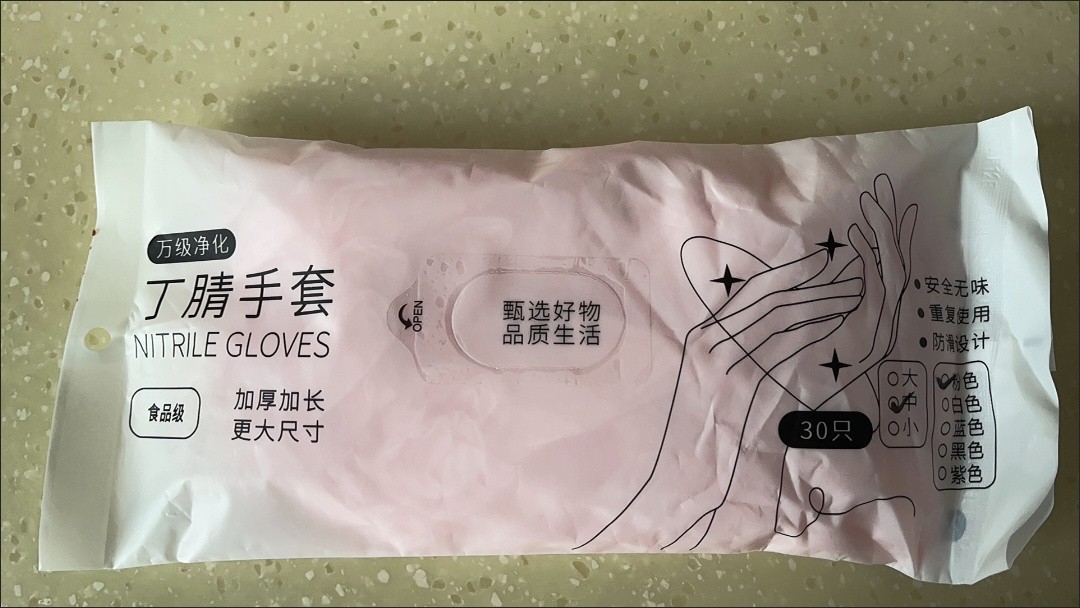 万级净化
丁腈手套
NITRILE GLOVES
食品级
加厚加长
更大尺寸
OPEN
甄选好物
品质生活
30只
安全无味
重复使用
防滑设计
大
中
小
粉色
白色
蓝色
黑色
紫色